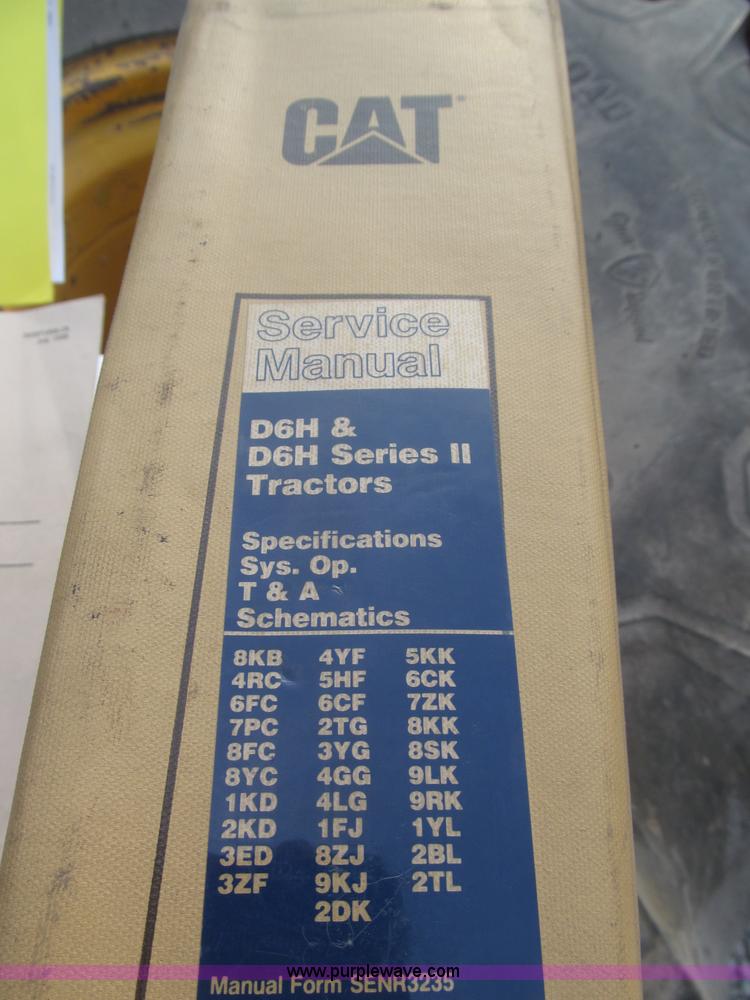 CAT
Service
Manual
D6H &
D6H Series II
Tractors
Specifications
Sys. Op.
T & A
Schematics
8KB 4YF 5KK
4RC 5HF 6CK
6FC 6CF 7ZK
7PC 2TG 8KK
8FC 3YG 8SK
8YC 4GG 9LK
1KD 4LG 9RK
2KD 1FJ 1YL
3ED 8ZJ 2BL
3ZF 9KJ 2TL
2DK
Manual Form SENR3235
www.purplewave.com